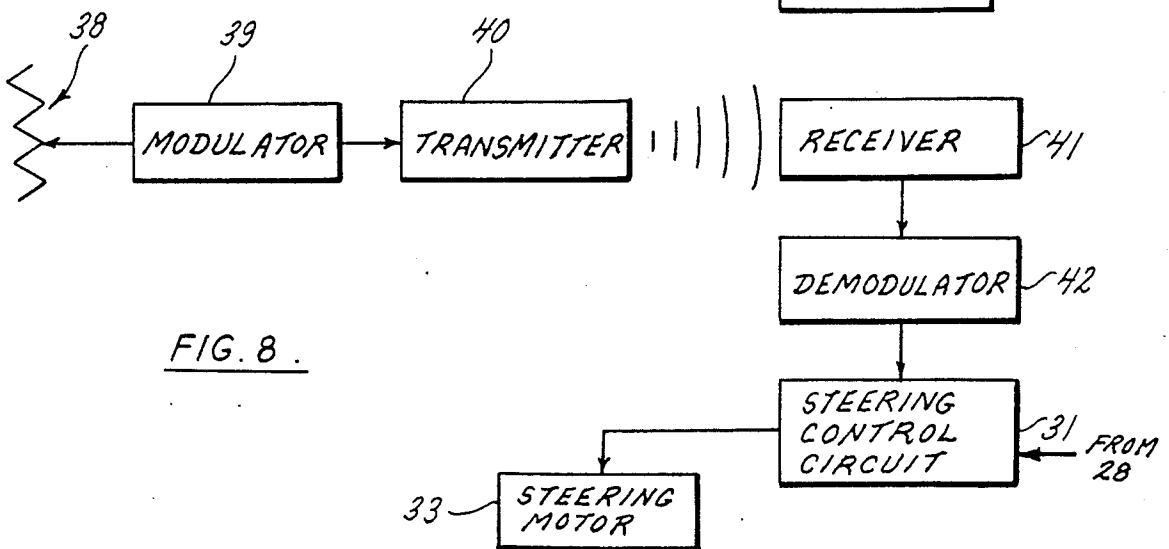 38
39
40
MODULATOR
TRANSMITTER
RECEIVER
41
DEMODULATOR
42
FIG. 8.
STEERING
CONTROL
CIRCUIT
31
FROM
28
33
STEERING
MOTOR